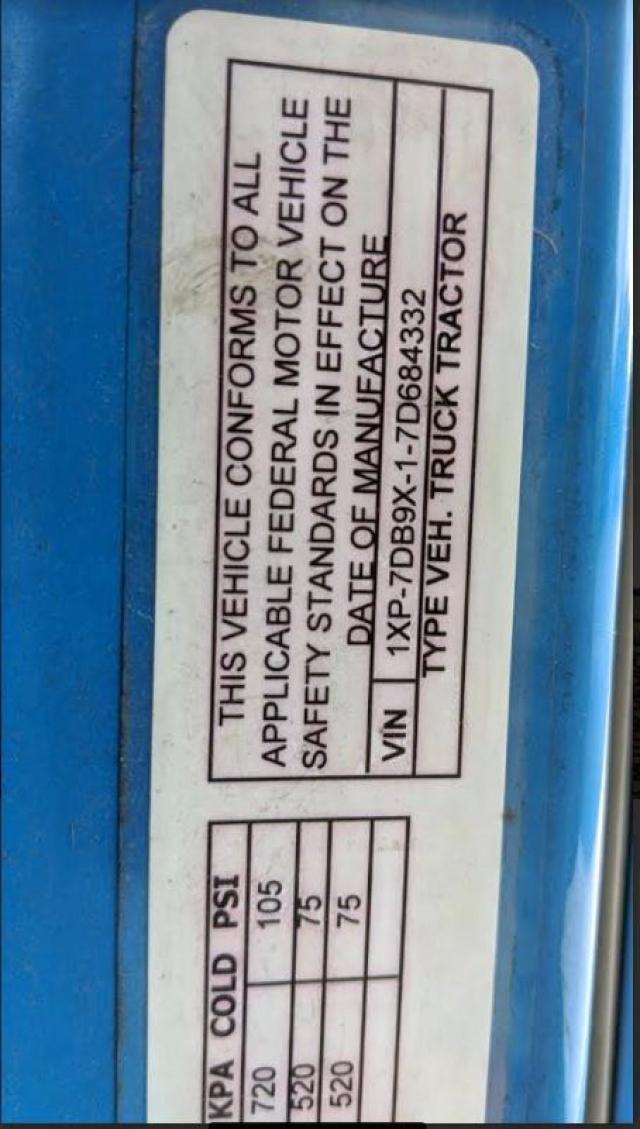 KPA COLD PSI
720 105
520 75
520 75
THIS VEHICLE CONFORMS TO ALL
APPLICABLE FEDERAL MOTOR VEHICLE
SAFETY STANDARDS IN EFFECT ON THE
DATE OF MANUFACTURE
VIN 1XP-7DB9X-1-7D684332
TYPE VEH. TRUCK TRACTOR